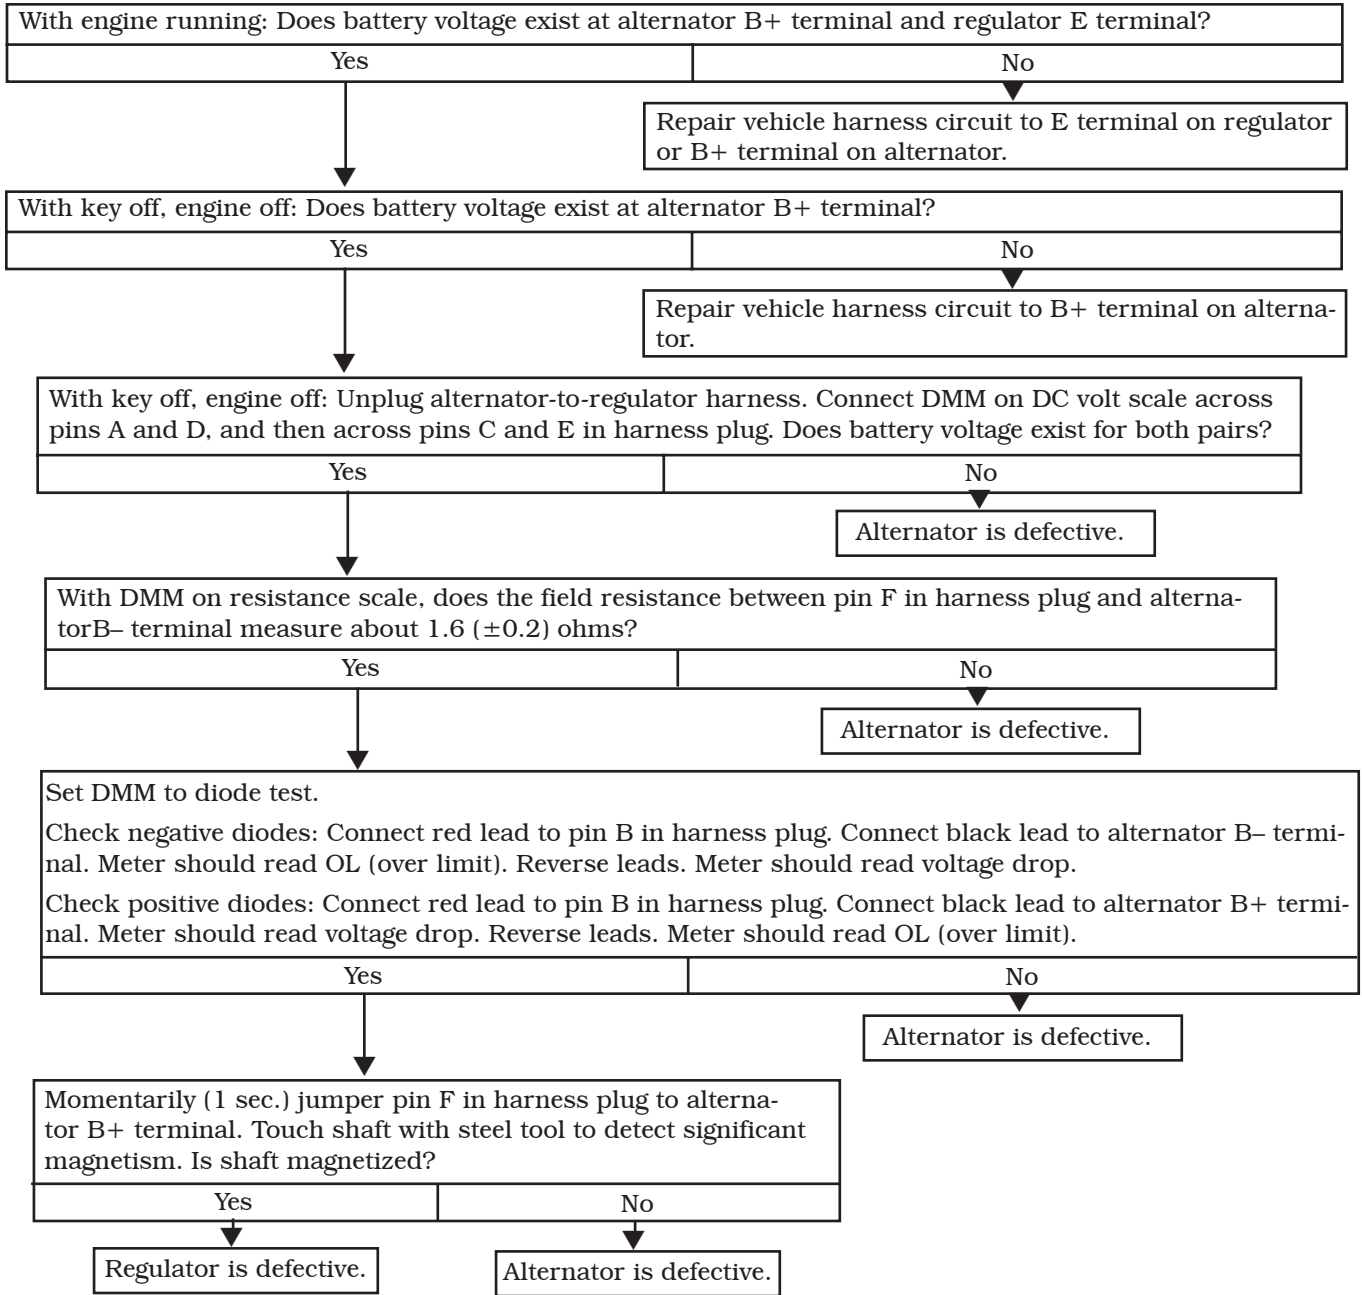 With engine running: Does battery voltage exist at alternator B+ terminal and regulator E terminal?
Yes
No
Repair vehicle harness circuit to E terminal on regulator
or B+ terminal on alternator.
With key off, engine off: Does battery voltage exist at alternator B+ terminal?
Yes
No
Repair vehicle harness circuit to B+ terminal on alterna-
tor.
With key off, engine off: Unplug alternator-to-regulator harness. Connect DMM on DC volt scale across
pins A and D, and then across pins C and E in harness plug. Does battery voltage exist for both pairs?
Yes
No
Alternator is defective.
With DMM on resistance scale, does the field resistance between pin F in harness plug and alterna-
torB– terminal measure about 1.6 (±0.2) ohms?
Yes
No
Alternator is defective.
Set DMM to diode test.
Check negative diodes: Connect red lead to pin B in harness plug. Connect black lead to alternator B– termi-
nal. Meter should read OL (over limit). Reverse leads. Meter should read voltage drop.
Check positive diodes: Connect red lead to pin B in harness plug. Connect black lead to alternator B+ termi-
nal. Meter should read voltage drop. Reverse leads. Meter should read OL (over limit).
Yes
No
Alternator is defective.
Momentarily (1 sec.) jumper pin F in harness plug to alterna-
tor B+ terminal. Touch shaft with steel tool to detect significant
magnetism. Is shaft magnetized?
Yes
No
Regulator is defective.
Alternator is defective.